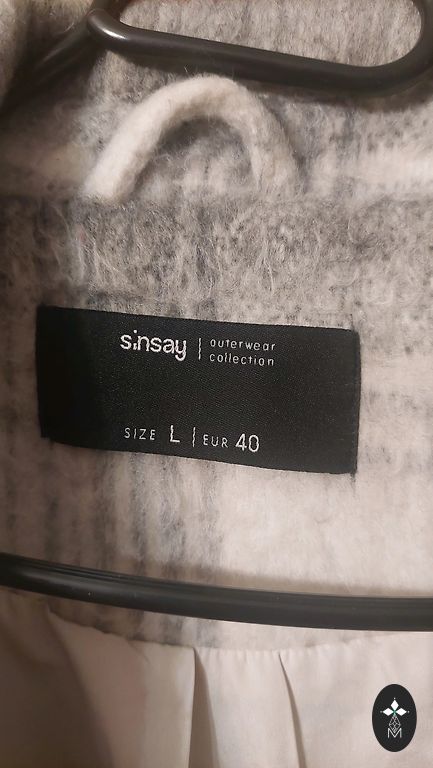 sinsay | outerwear
collection
SIZE L | EUR 40
M